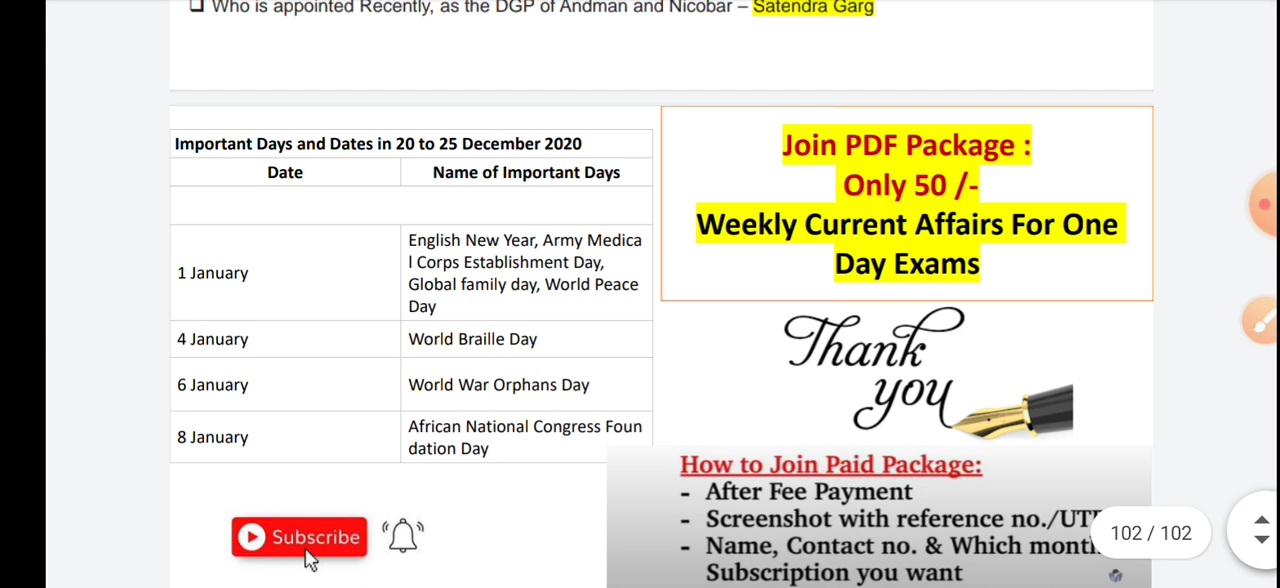 ❑ Who is appointed Recently, as the DGP of Andman and Nicobar – Satendra Garg
Important Days and Dates in 20 to 25 December 2020
Date Name of Important Days
1 January
English New Year, Army Medica
l Corps Establishment Day,
Global family day, World Peace
Day
4 January World Braille Day
6 January World War Orphans Day
8 January
African National Congress Foun
dation Day
Join PDF Package :
Only 50 /-
Weekly Current Affairs For One
Day Exams
Thank
you
How to Join Paid Package:
- After Fee Payment
- Screenshot with reference no./UT
- Name, Contact no. & Which mont
Subscription you want
Subscribe
102 / 102